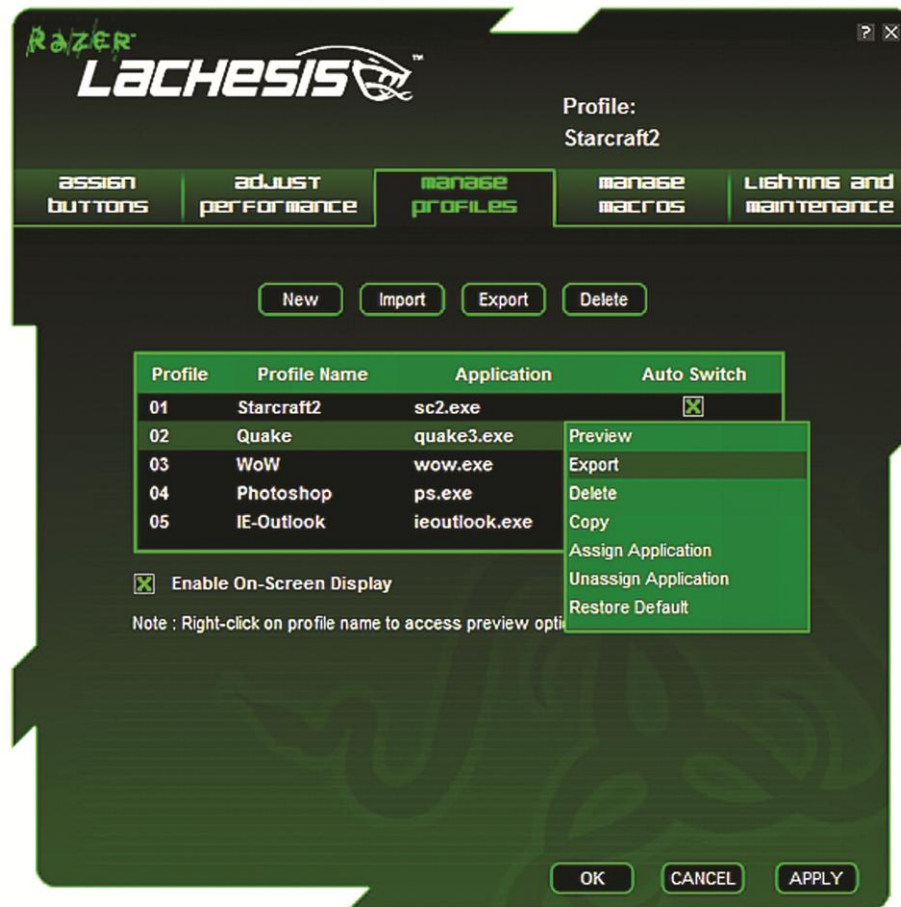 RAZER
LACHESIS™
? X
Profile:
Starcraft2
assign buttons
adjust performance
manage profiles
manage macros
Lighting and maintenance
New Import Export Delete
Profile Profile Name Application Auto Switch
01 Starcraft2 sc2.exe X
02 Quake quake3.exe
03 WoW wow.exe
04 Photoshop ps.exe
05 IE-Outlook ieoutlook.exe
Preview
Export
Delete
Copy
Assign Application
Unassign Application
Restore Default
X Enable On-Screen Display
Note : Right-click on profile name to access preview
OK CANCEL APPLY